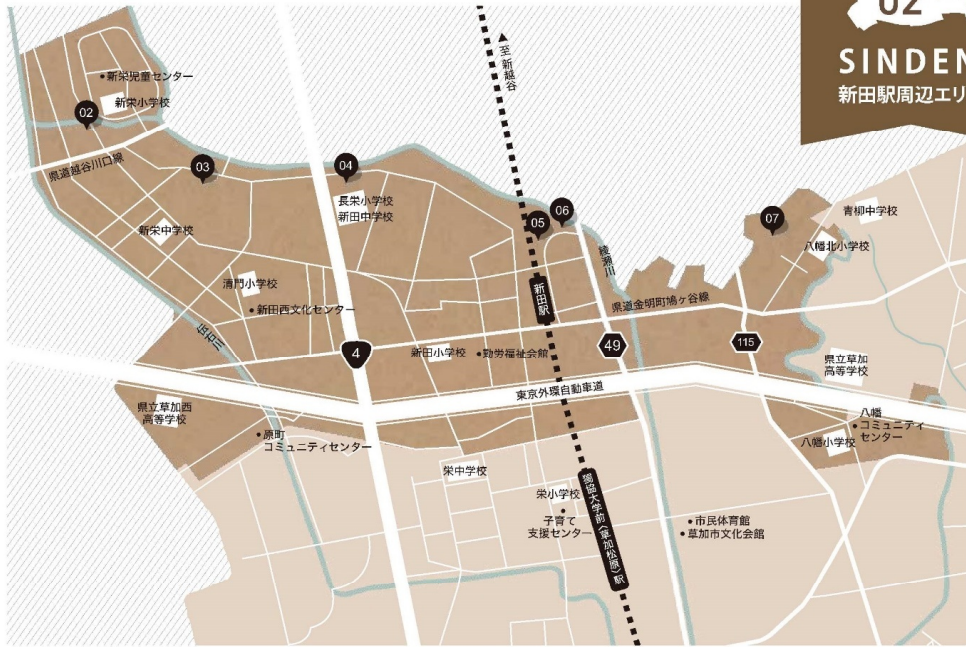 02
SINDEN
新田駅周辺エリ
▲至 新越谷
新栄児童センター
新栄小学校
02
県道越谷川口線
03
04
長栄小学校
新田中学校
05
06
07
青柳中学校
八幡北小学校
新栄中学校
清門小学校
新田西文化センター
伝右川
綾瀬川
新田駅
県道金明町鳩ヶ谷線
4
新田小学校
勤労福祉会館
49
115
東京外環自動車道
県立草加
高等学校
県立草加西
高等学校
原町
コミュニティセンター
八幡
コミュニティ
センター
八幡小学校
栄中学校
栄小学校
子育て
支援センター
獨協大学前〈草加松原〉駅
市民体育館
草加市文化会館